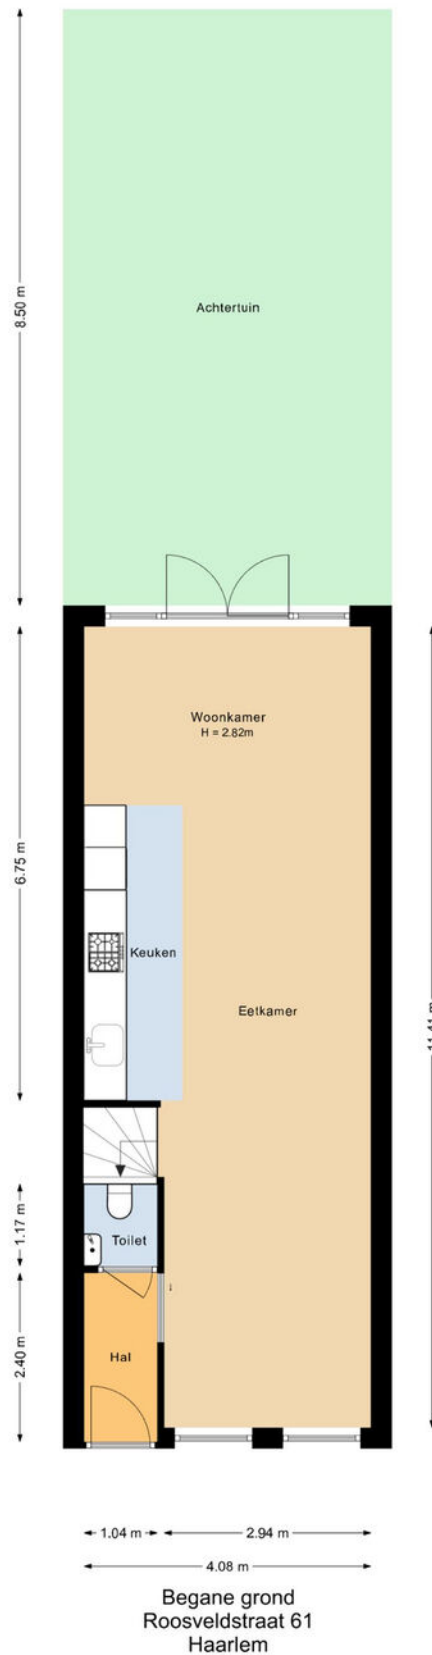 8.50 m
Achtertuin
Woonkamer
H = 2.82m
6.75 m
Keuken
Eetkamer
1.17 m
Toilet
2.40 m
Hal
1.04 m
2.94 m
4.08 m
Begane grond
Roosveldstraat 61
Haarlem